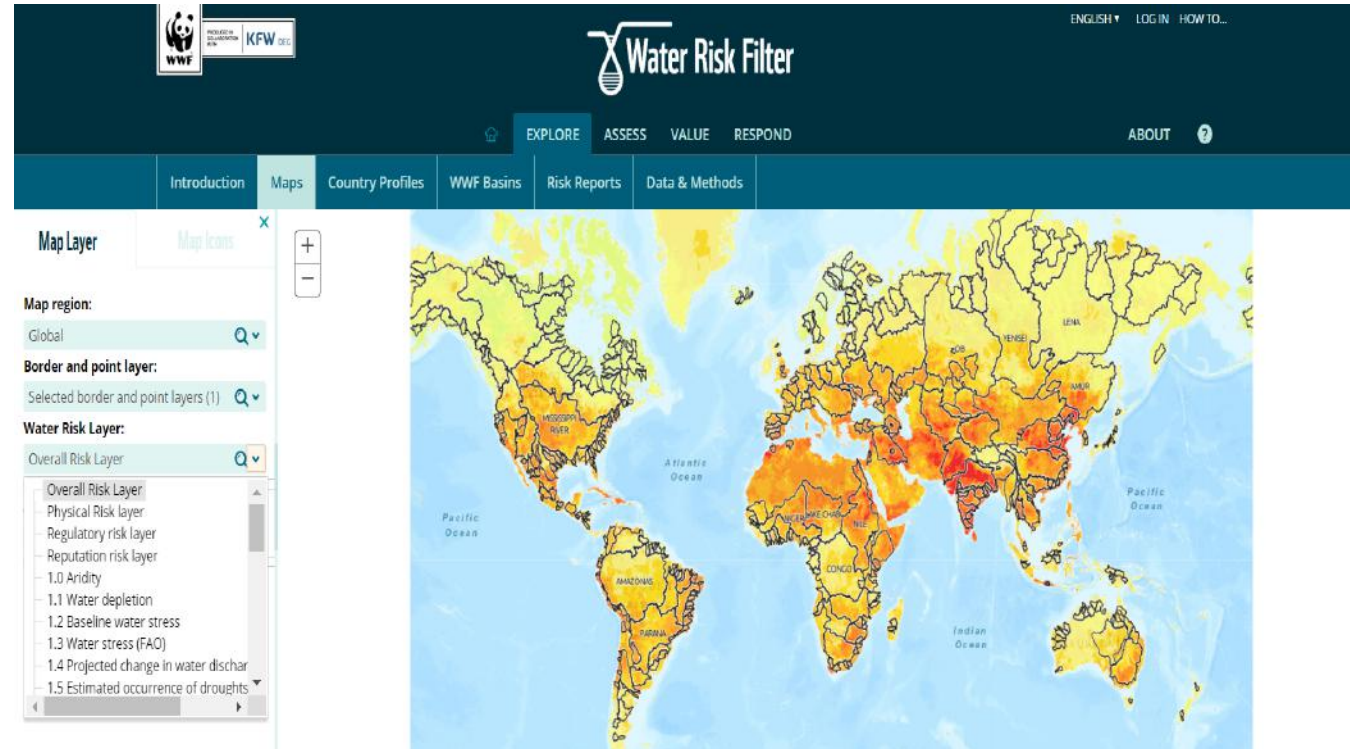 ENGLISH ▾ LOG IN HOW TO...
WWF
KFW DEG
Water Risk Filter
EXPLORE ASSESS VALUE RESPOND
ABOUT ?
Introduction Maps Country Profiles WWF Basins Risk Reports Data & Methods
Map Layer Map Icons ×
+
−
Map region:
Global
Border and point layer:
Selected border and point layers (1)
Water Risk Layer:
Overall Risk Layer
Overall Risk Layer
Physical Risk layer
Regulatory risk layer
Reputation risk layer
1.0 Aridity
1.1 Water depletion
1.2 Baseline water stress
1.3 Water stress (FAO)
1.4 Projected change in water dischar
1.5 Estimated occurrence of droughts
LENA
YENISEI
OB
AMUR
MISSISSIPPI
RIVER
Atlantic
Ocean
Pacific
Ocean
Pacific
Ocean
NIGER
LAKE CHAD
NILE
CONGO
AMAZONAS
PARANA
Indian
Ocean